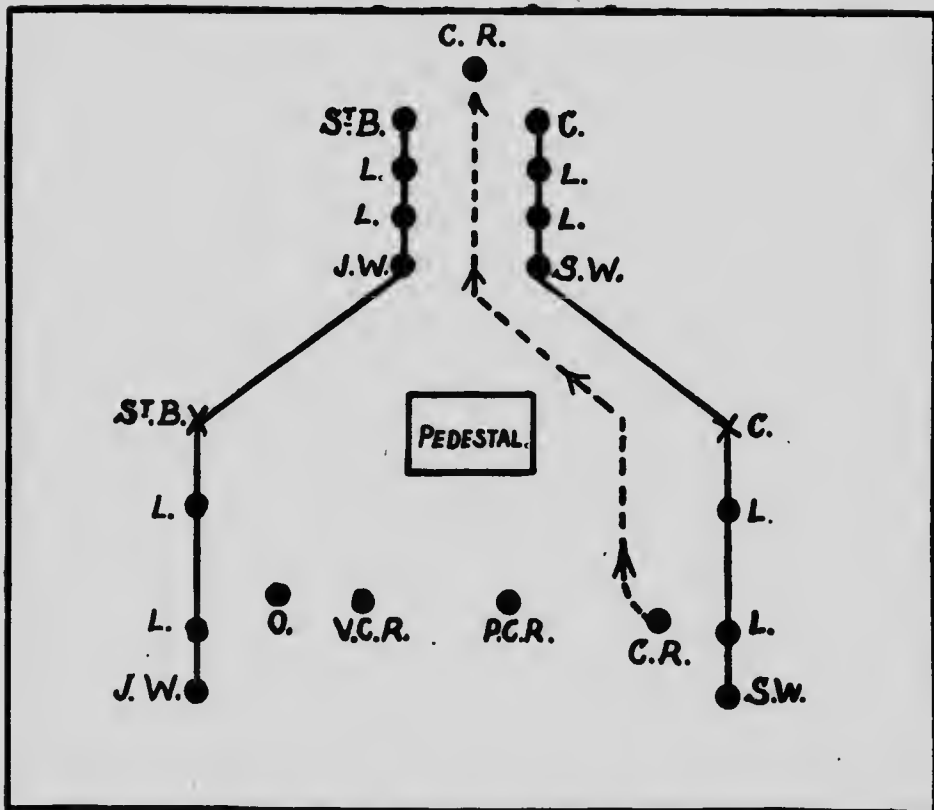 C. R.
ST. B. C.
L. L.
L. L.
J.W. S.W.
ST. B. C.
PEDESTAL.
L. L.
L. O. V.C.R. P.C.R. C.R. L.
J. W. S.W.